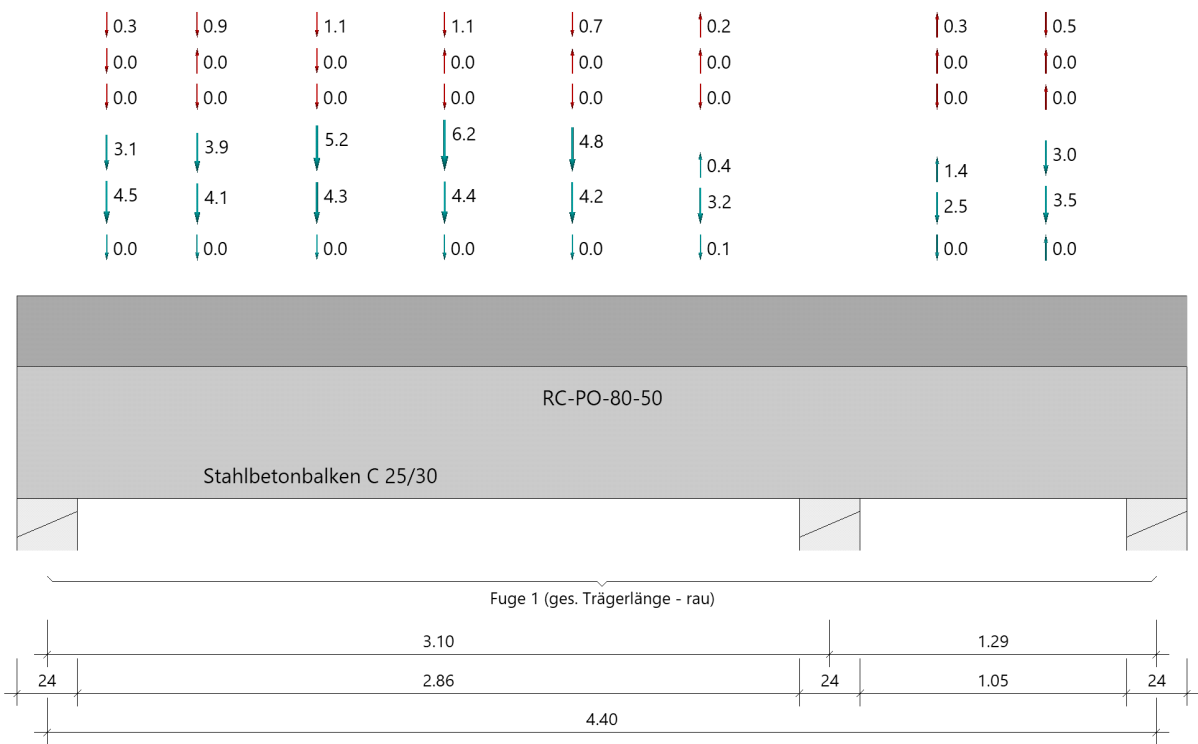 0.3 0.9 1.1 1.1 0.7 0.2 0.3 0.5
0.0 0.0 0.0 0.0 0.0 0.0 0.0 0.0
0.0 0.0 0.0 0.0 0.0 0.0 0.0 0.0
3.1 3.9 5.2 6.2 4.8 0.4 1.4 3.0
4.5 4.1 4.3 4.4 4.2 3.2 2.5 3.5
0.0 0.0 0.0 0.0 0.0 0.1 0.0 0.0
RC-PO-80-50
Stahlbetonbalken C 25/30
Fuge 1 (ges. Trägerlänge - rau)
3.10 1.29
24 2.86 24 1.05 24
4.40